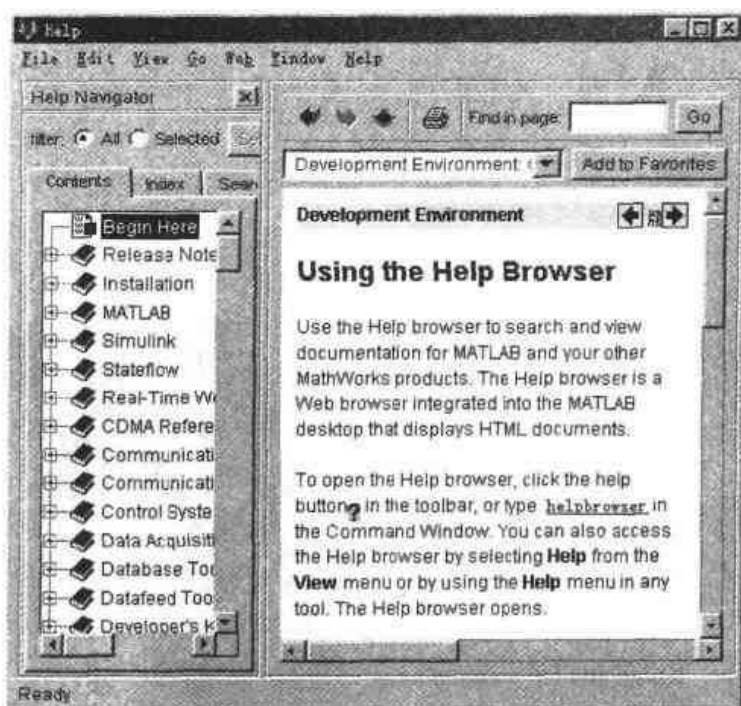 Help
File Edit View Go Web Window Help
Help Navigator
All Selected
Contents Index Sear
Begin Here
Release Note
Installation
MATLAB
Simulink
Stateflow
Real-Time Wo
CDMA Refere
Communicati
Communicati
Control Syste
Data Acquisiti
Database Too
Datafeed Tool
Developer's K
Find in page: Go
Development Environment: Add to Favorites
Development Environment
Using the Help Browser
Use the Help browser to search and view
documentation for MATLAB and your other
MathWorks products. The Help browser is a
Web browser integrated into the MATLAB
desktop that displays HTML documents.
To open the Help browser, click the help
button ? in the toolbar, or type helpbrowser in
the Command Window. You can also access
the Help browser by selecting Help from the
View menu or by using the Help menu in any
tool. The Help browser opens.
Ready